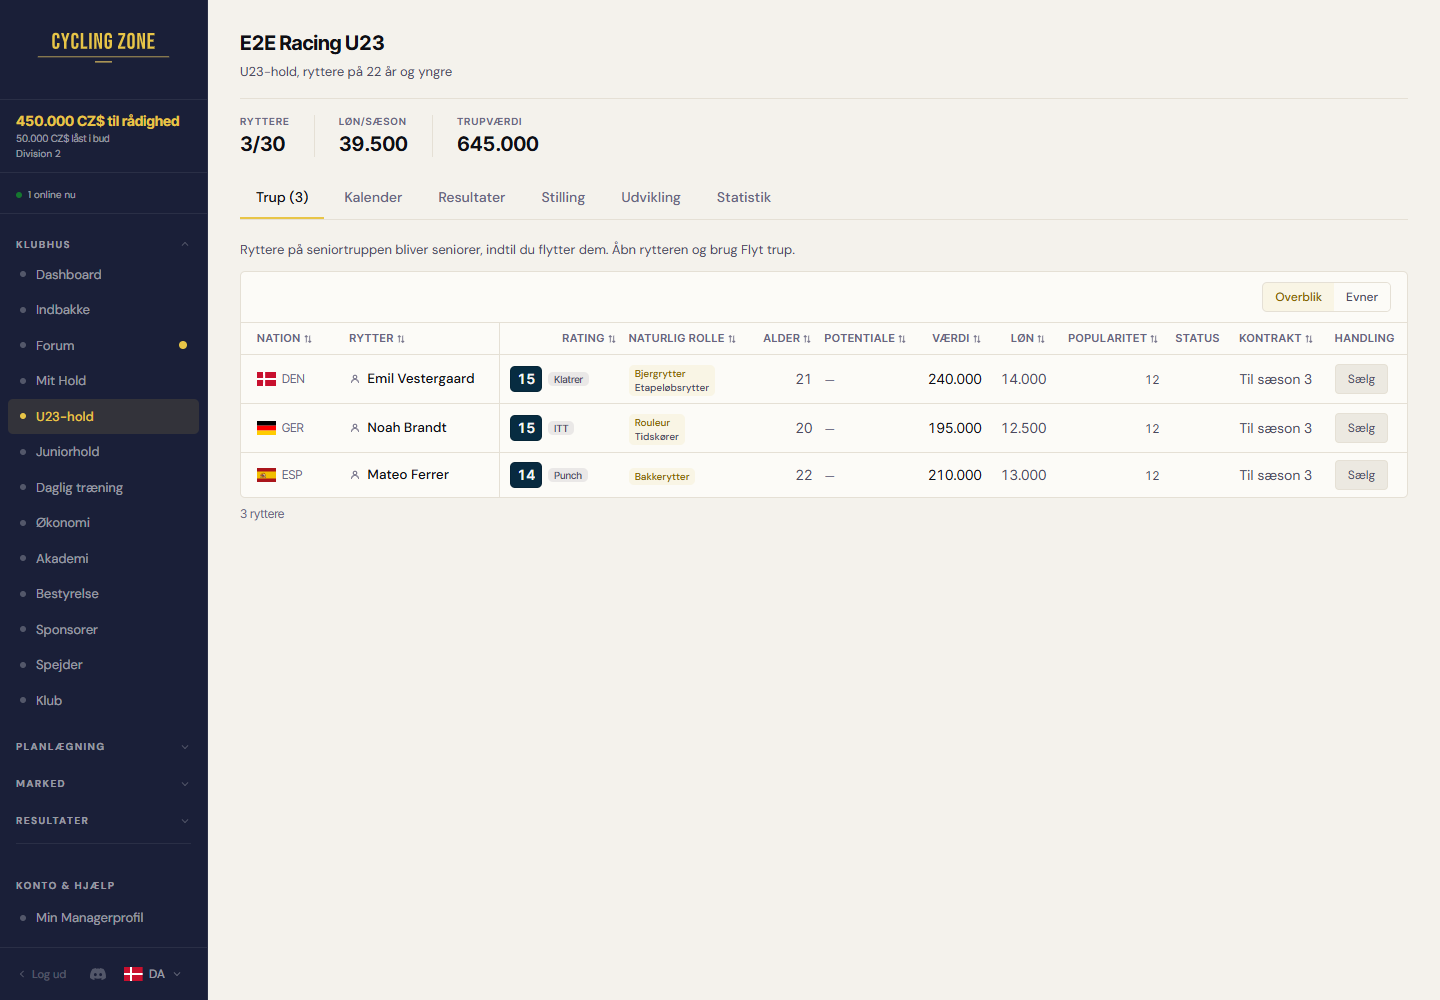 CYCLING ZONE
450.000 CZ$ til rådighed
50.000 CZ$ låst i bud
Division 2
1 online nu
KLUBHUS
Dashboard
Indbakke
Forum
Mit Hold
U23-hold
Juniorhold
Daglig træning
Økonomi
Akademi
Bestyrelse
Sponsorer
Spejder
Klub
PLANLÆGNING
MARKED
RESULTATER
KONTO & HJÆLP
Min Managerprofil
Log ud DA
E2E Racing U23
U23-hold, ryttere på 22 år og yngre
RYTTERE LØN/SÆSON TRUPVÆRDI
3/30 39.500 645.000
Trup (3) Kalender Resultater Stilling Udvikling Statistik
Ryttere på seniortruppen bliver seniorer, indtil du flytter dem. Åbn rytteren og brug Flyt trup.
Overblik Evner
NATION RYTTER RATING NATURLIG ROLLE ALDER POTENTIALE VÆRDI LØN POPULARITET STATUS KONTRAKT HANDLING
DEN Emil Vestergaard 15 Klatrer Bjergrytter Etapeløbsrytter 21 – 240.000 14.000 12 Til sæson 3 Sælg
GER Noah Brandt 15 ITT Rouleur Tidskører 20 – 195.000 12.500 12 Til sæson 3 Sælg
ESP Mateo Ferrer 14 Punch Bakkerytter 22 – 210.000 13.000 12 Til sæson 3 Sælg
3 ryttere